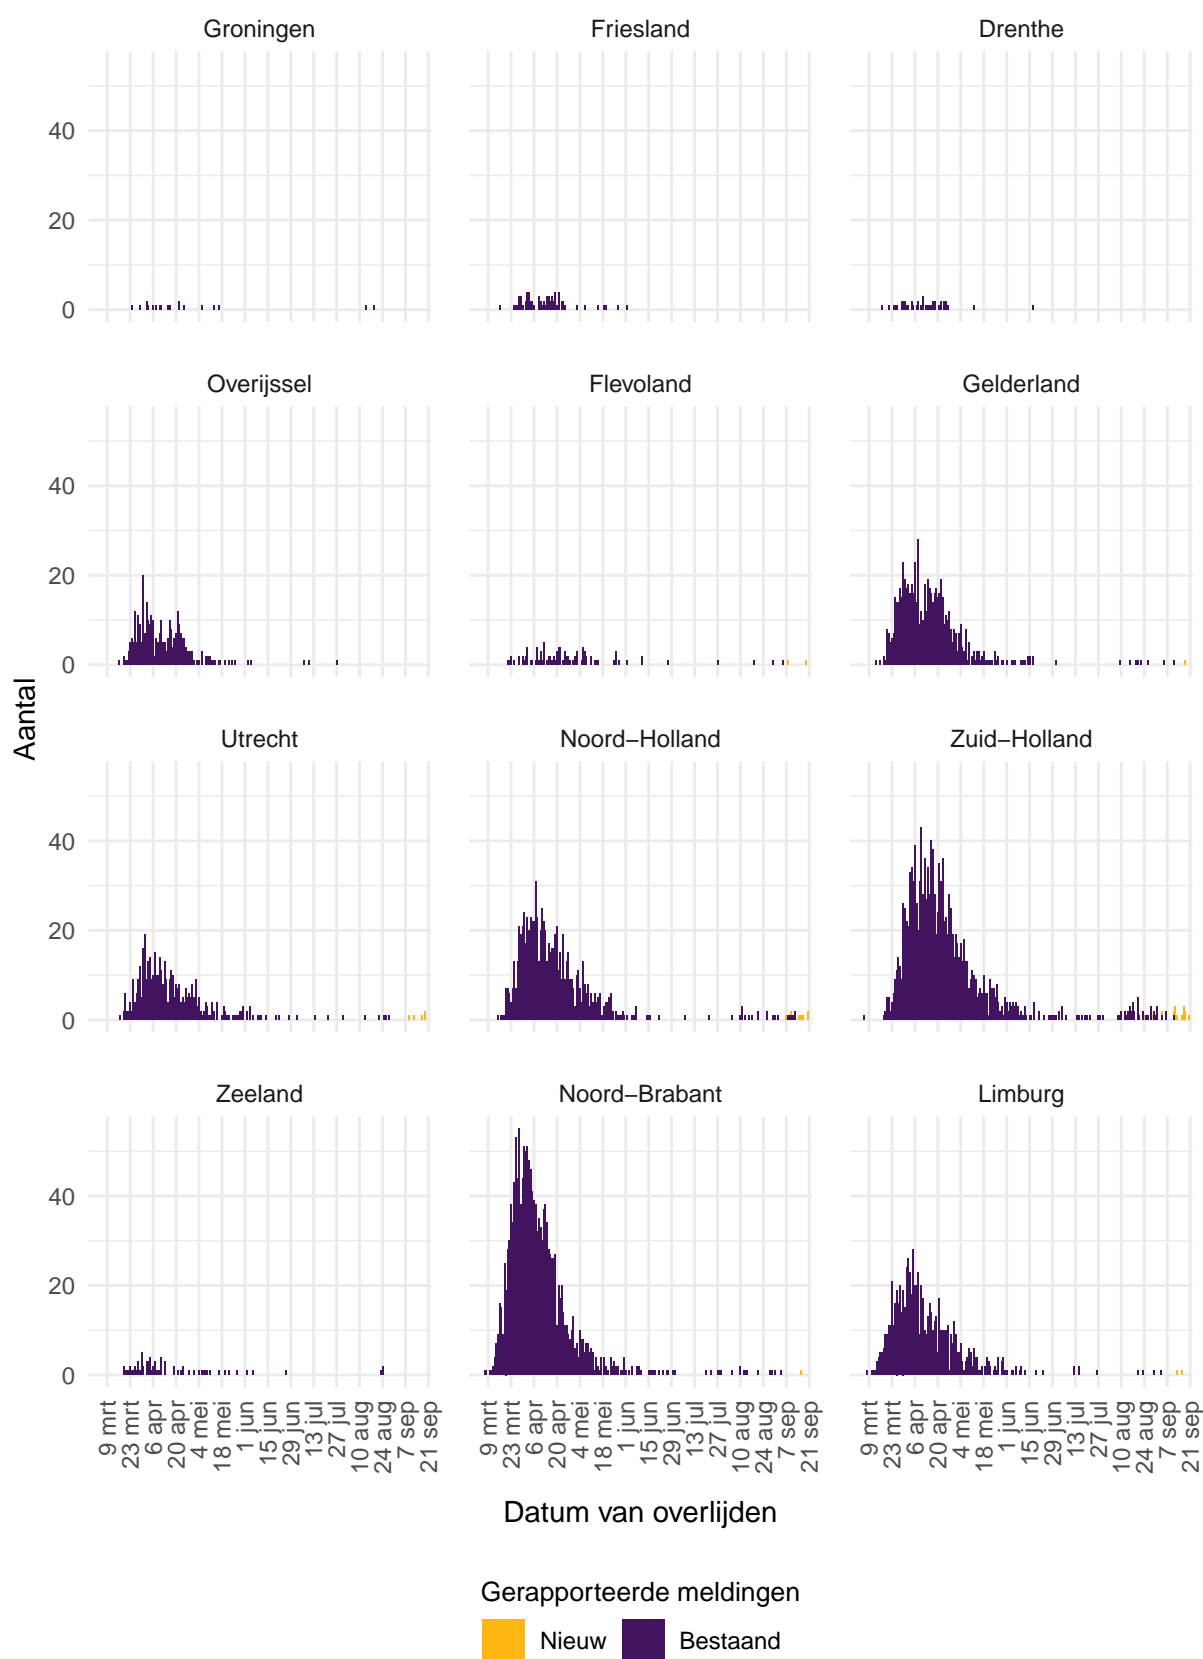 Groningen Friesland Drenthe
40
20
0
Overijssel Flevoland Gelderland
40
20
0
Aantal
Utrecht Noord−Holland Zuid−Holland
40
20
0
Zeeland Noord−Brabant Limburg
40
20
0
9 mrt 23 mrt 6 apr 20 apr 4 mei 18 mei 1 jun 15 jun 29 jun 13 jul 27 jul 10 aug 24 aug 7 sep 21 sep
9 mrt 23 mrt 6 apr 20 apr 4 mei 18 mei 1 jun 15 jun 29 jun 13 jul 27 jul 10 aug 24 aug 7 sep 21 sep
9 mrt 23 mrt 6 apr 20 apr 4 mei 18 mei 1 jun 15 jun 29 jun 13 jul 27 jul 10 aug 24 aug 7 sep 21 sep
Datum van overlijden
Gerapporteerde meldingen
Nieuw Bestaand